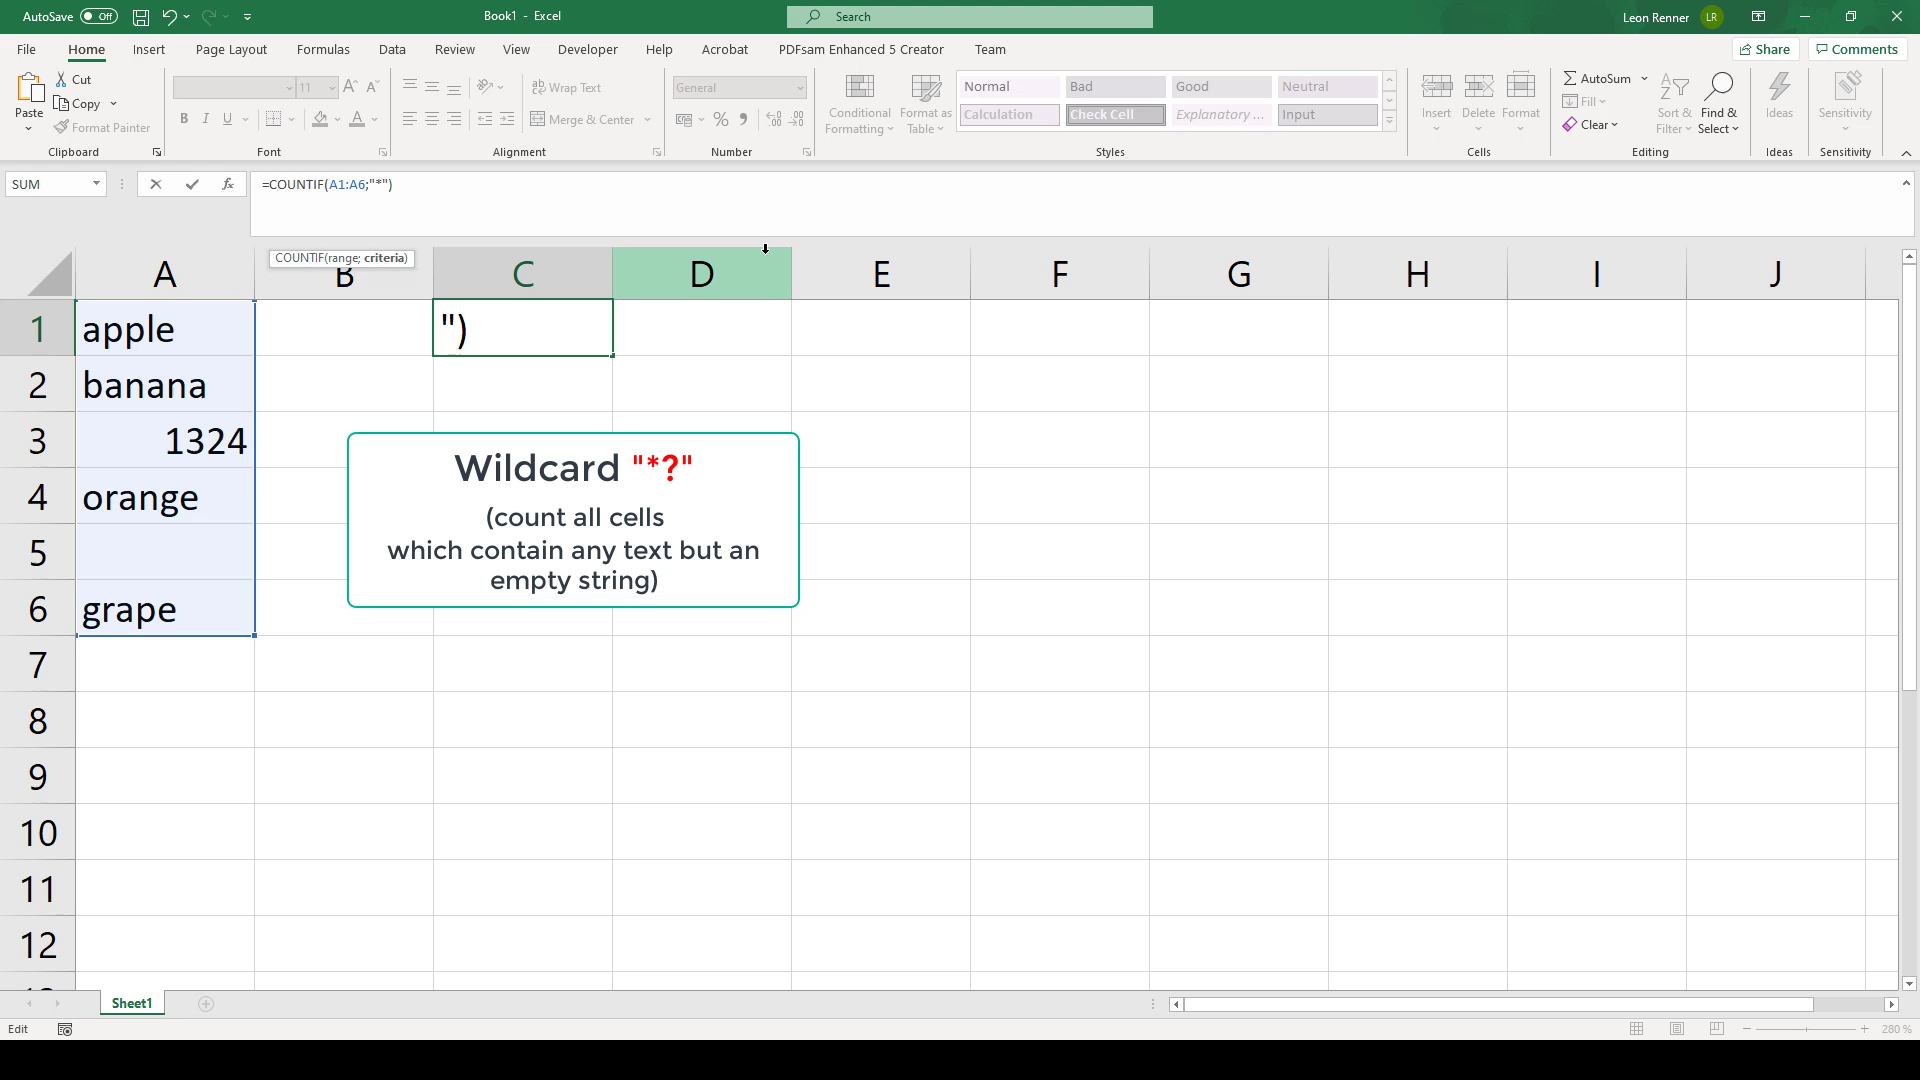 AutoSave Off
Book1 - Excel
Search
Leon Renner LR
File Home Insert Page Layout Formulas Data Review View Developer Help Acrobat PDFsam Enhanced 5 Creator Team
Share Comments
Paste
Cut
Copy
Format Painter
Clipboard
11
B I U
Font
Wrap Text
Merge & Center
Alignment
General
Number
Conditional Formatting
Format as Table
Normal Bad Good Neutral
Calculation Check Cell Explanatory ... Input
Styles
Insert Delete Format
Cells
AutoSum
Fill
Clear
Sort & Filter
Find & Select
Editing
Ideas
Ideas
Sensitivity
Sensitivity
SUM
fx
=COUNTIF(A1:A6;"*")
COUNTIF(range; criteria)
A B C D E F G H I J
1 apple ")
2 banana
3 1324
4 orange
5
6 grape
7
8
9
10
11
12
Wildcard "*?"
(count all cells
which contain any text but an
empty string)
Sheet1
Edit
280 %